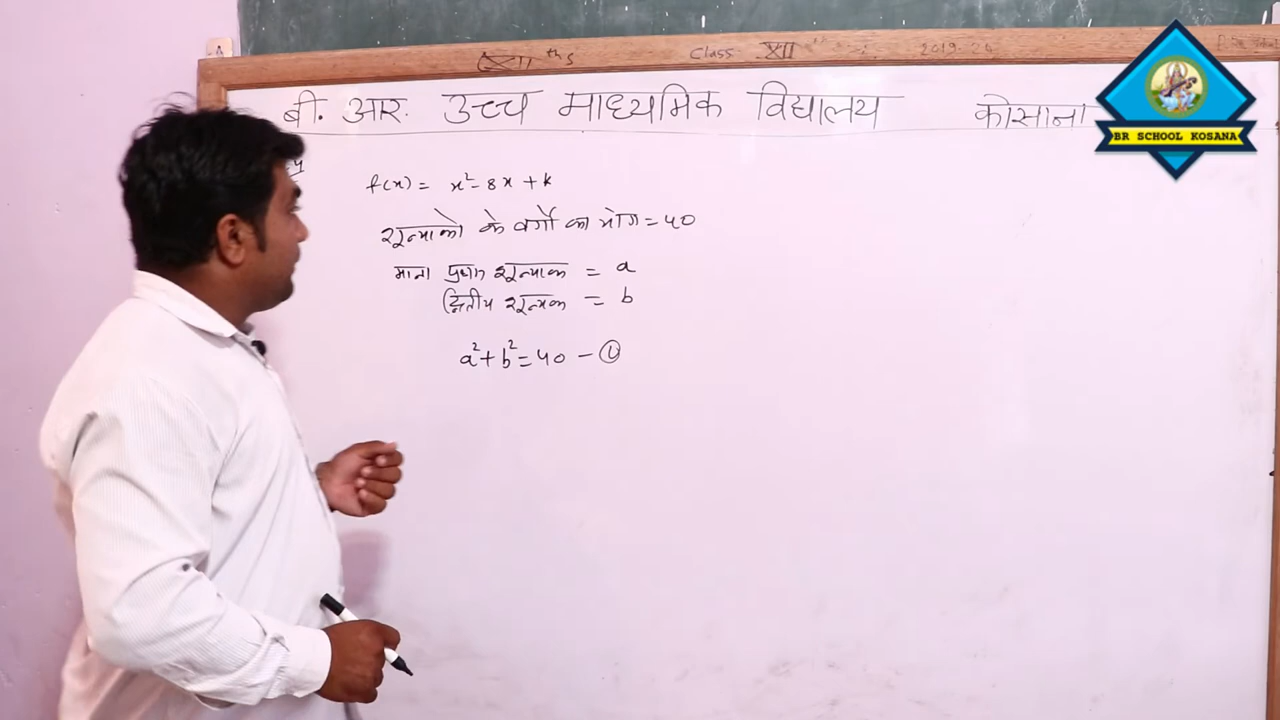 Class XII 2019-20
बी. आर. उच्च माध्यमिक विद्यालय कोसाना
BR SCHOOL KOSANA
f(x) = x² - 8x + k
शून्याको के वर्गो का योग = 40
माना प्रथम शून्याक = a
द्वितीय शून्यक = b
a² + b² = 40 - ①